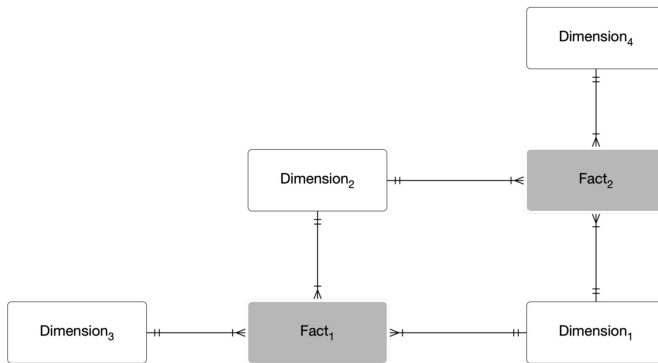 Dimension₄
Dimension₂
Fact₂
Dimension₃
Fact₁
Dimension₁